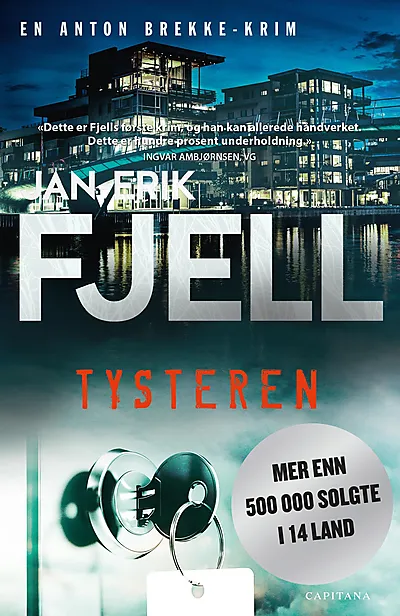 EN ANTON BREKKE-KRIM
«Dette er Fjells første krim, og han kan allerede håndverket.
Dette er hundre prosent underholdning.»
INGVAR AMBJØRNSEN, VG
JAN-ERIK
FJELL
TYSTEREN
MER ENN
500 000 SOLGTE
I 14 LAND
CAPITANA